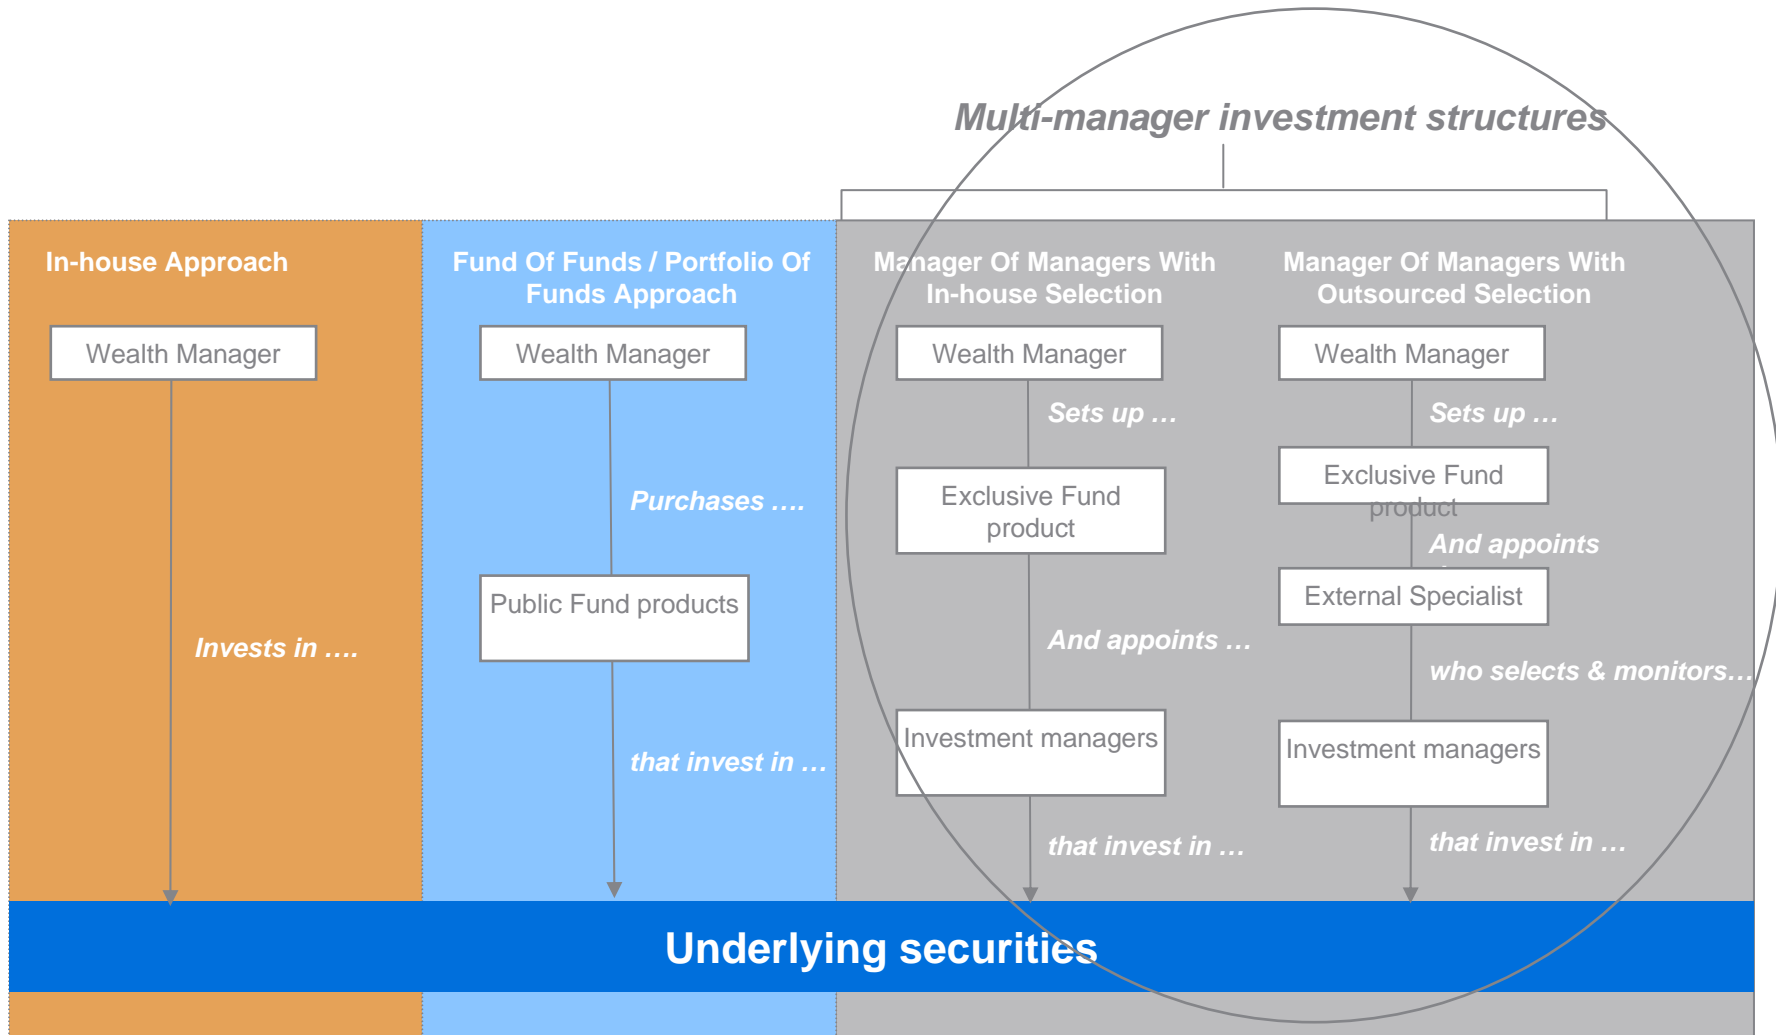 Multi-manager investment structures
In-house Approach
Wealth Manager
Invests in ….
Fund Of Funds / Portfolio Of
Funds Approach
Wealth Manager
Purchases ….
Public Fund products
that invest in …
Manager Of Managers With
In-house Selection
Wealth Manager
Sets up …
Exclusive Fund
product
And appoints …
Investment managers
that invest in …
Manager Of Managers With
Outsourced Selection
Wealth Manager
Sets up …
Exclusive Fund
product
And appoints
External Specialist
who selects & monitors…
Investment managers
that invest in …
Underlying securities